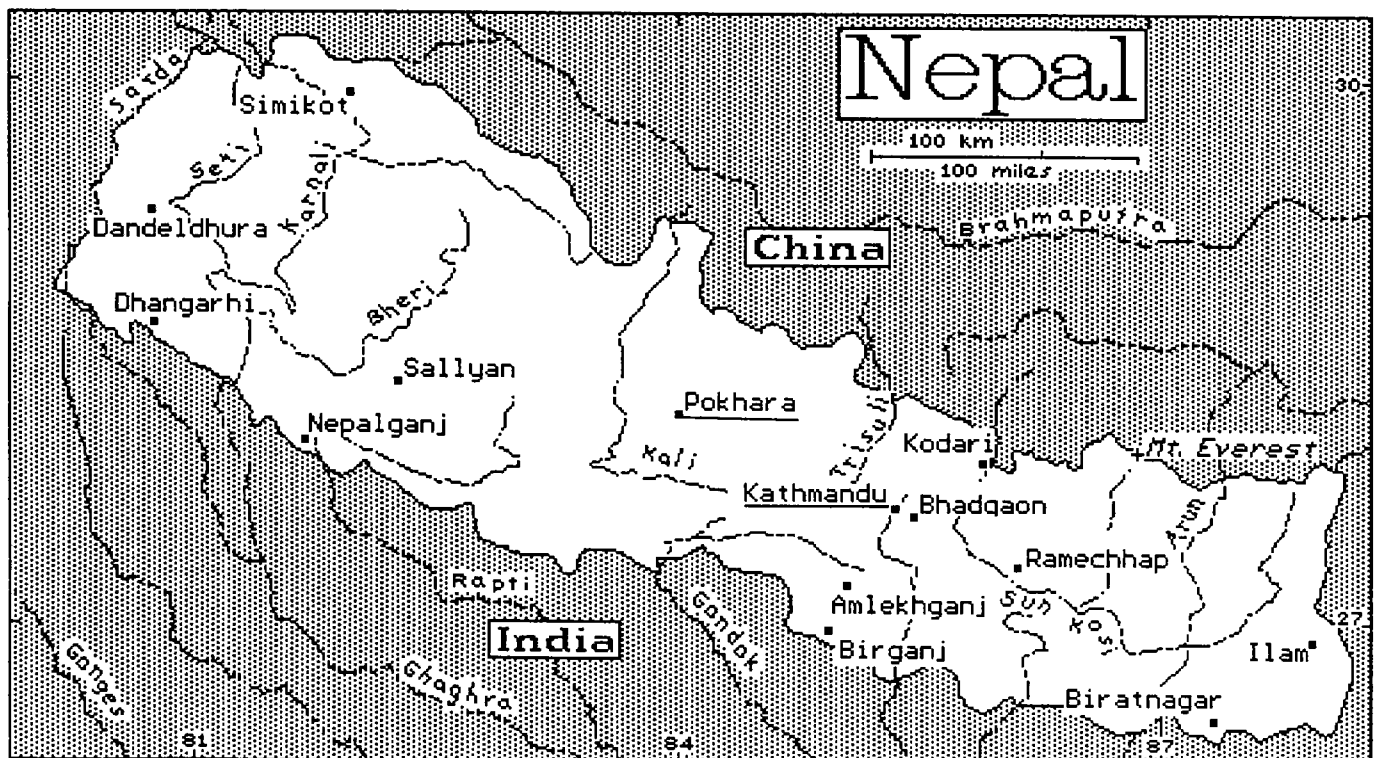 Nepal
Sarda
30
Simikot
100 km
100 miles
Seti
Karnali
Dandeldhura
Brahmaputra
China
Dhangarhi
Bheri
Sallyan
Pokhara
Trisuli
Nepalganj
Kodari
Mt. Everest
Kali
Kathmandu
Bhadqaon
Arun
Ramechhap
Rapti
Gandak
Amlekhganj
Sun Kosi
27
India
Birganj
Ilam
Ganges
Ghaghra
Biratnagar
81
84
87